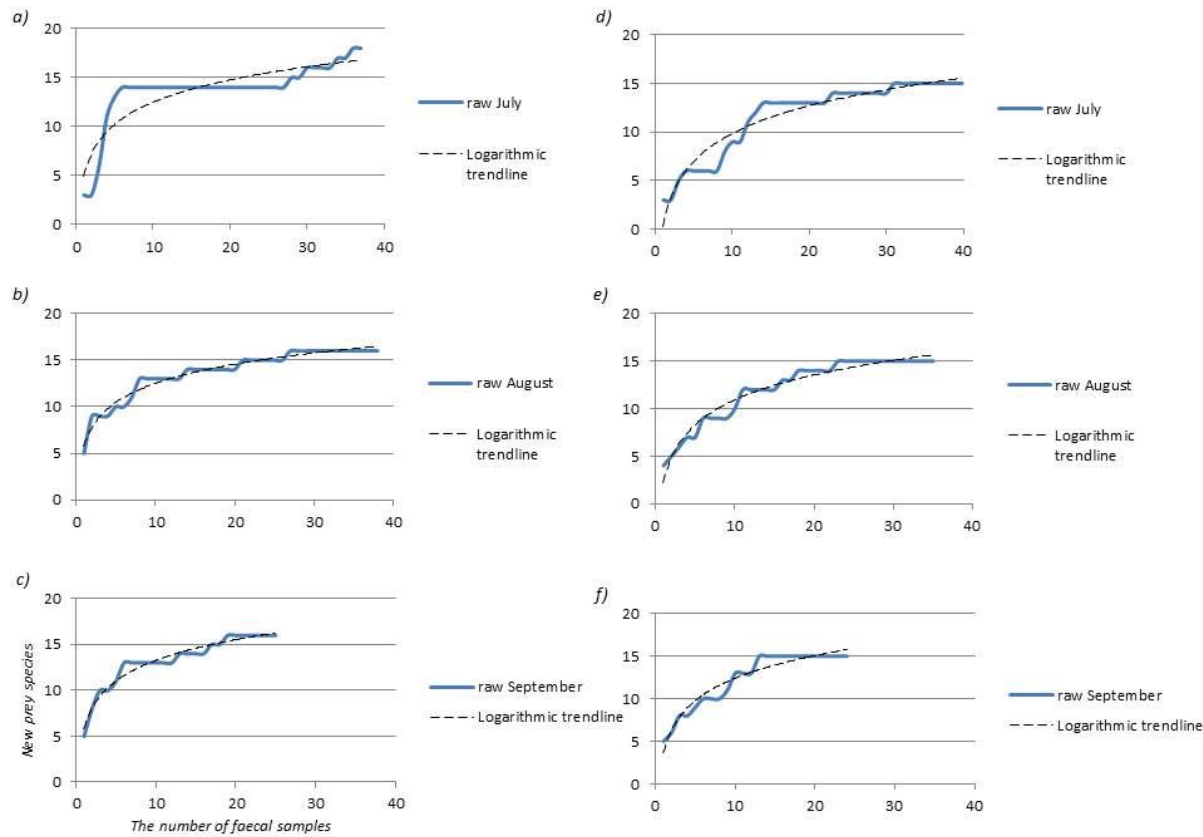 a)
20
15
10
5
0
0 10 20 30 40
raw July
Logarithmic
trendline
d)
20
15
10
5
0
0 10 20 30 40
raw July
Logarithmic
trendline
b)
20
15
10
5
0
0 10 20 30 40
raw August
Logarithmic
trendline
e)
20
15
10
5
0
0 10 20 30 40
raw August
Logarithmic
trendline
c)
New prey species
20
15
10
5
0
0 10 20 30 40
The number of faecal samples
raw September
Logarithmic trendline
f)
20
15
10
5
0
0 10 20 30 40
raw September
Logarithmic trendline